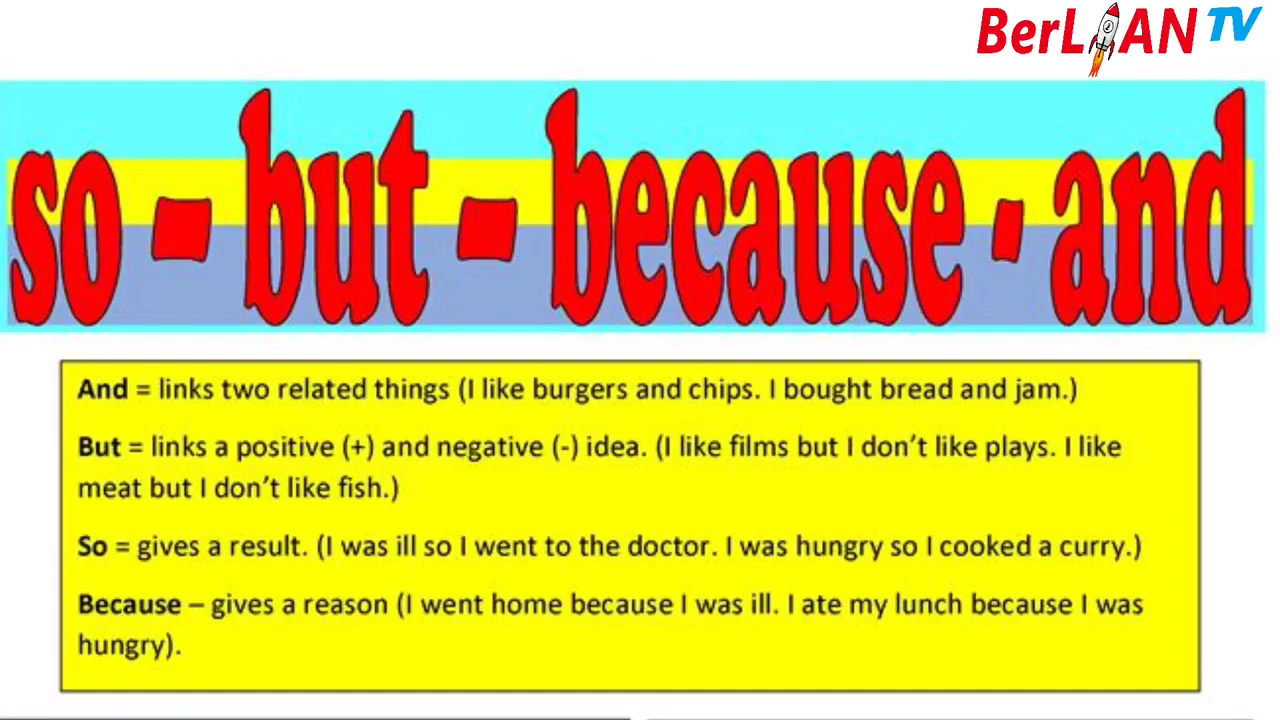 BerLIAN TV
so - but - because - and
And = links two related things (I like burgers and chips. I bought bread and jam.)
But = links a positive (+) and negative (-) idea. (I like films but I don't like plays. I like
meat but I don't like fish.)
So = gives a result. (I was ill so I went to the doctor. I was hungry so I cooked a curry.)
Because – gives a reason (I went home because I was ill. I ate my lunch because I was
hungry).